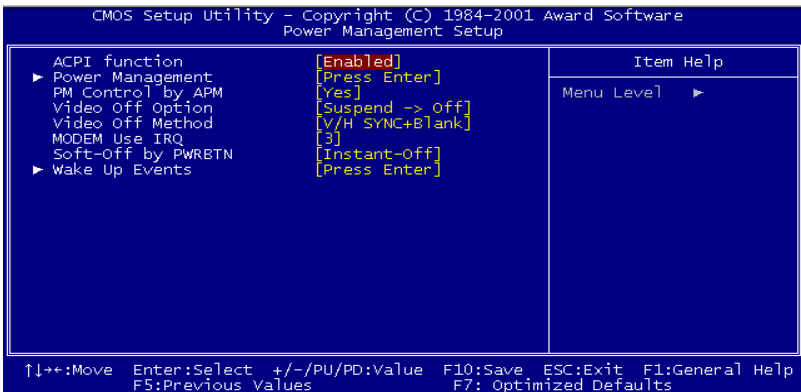 CMOS Setup Utility – Copyright (C) 1984-2001 Award Software
Power Management Setup
ACPI function [Enabled] Item Help
► Power Management [Press Enter]
PM Control by APM [Yes] Menu Level ►
Video Off Option [Suspend -> Off]
Video Off Method [V/H SYNC+Blank]
MODEM Use IRQ [3]
Soft-Off by PWRBTN [Instant-Off]
► Wake Up Events [Press Enter]
↑↓→←:Move Enter:Select +/-/PU/PD:Value F10:Save ESC:Exit F1:General Help
F5:Previous Values F7: Optimized Defaults